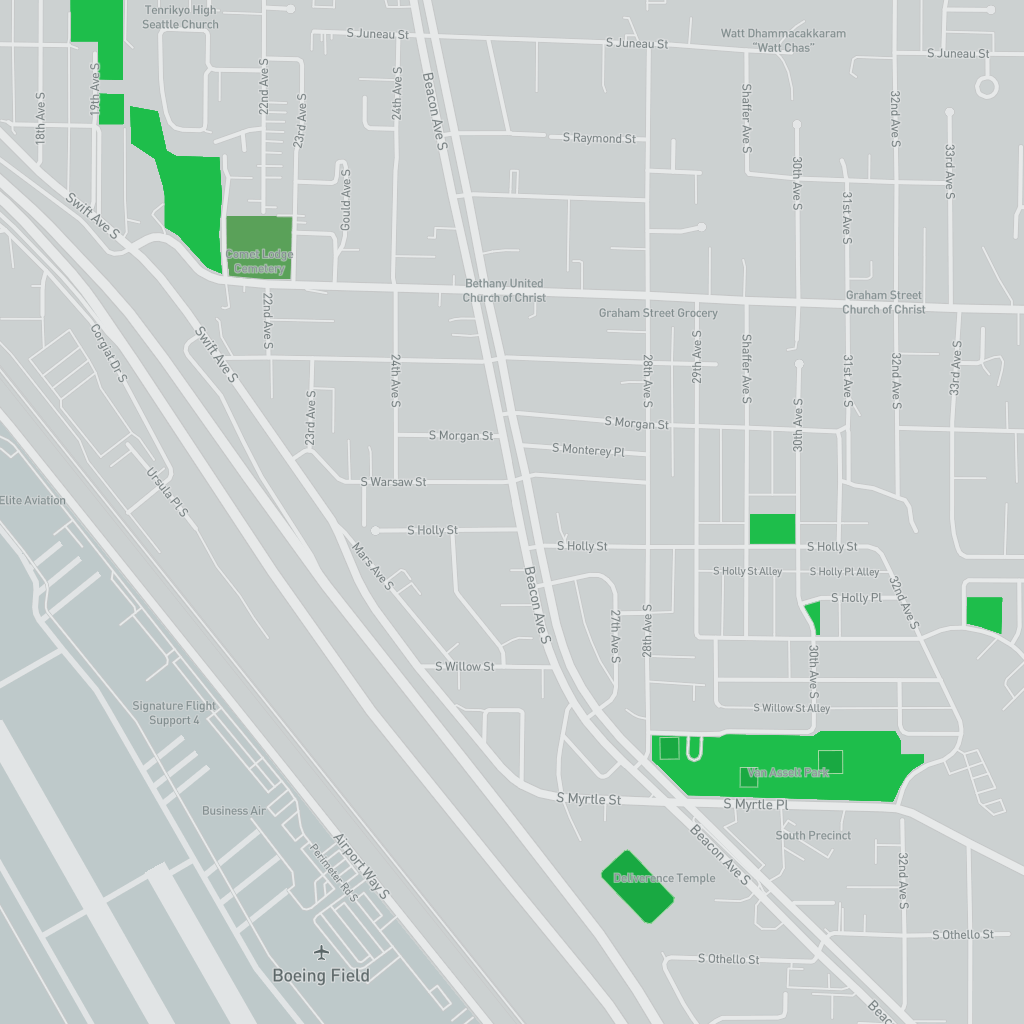 Tenrikyo High
Seattle Church
S Juneau St
S Juneau St
Watt Dhammacakkaram
"Watt Chas"
S Juneau St
18th Ave S
19th Ave S
22nd Ave S
23rd Ave S
24th Ave S
Beacon Ave S
S Raymond St
Shaffer Ave S
30th Ave S
32nd Ave S
33rd Ave S
31st Ave S
Gould Ave S
Swift Ave S
Comet Lodge
Cemetery
Bethany United
Church of Christ
Graham Street Grocery
Graham Street
Church of Christ
22nd Ave S
Corgiat Dr S
Swift Ave S
24th Ave S
28th Ave S
29th Ave S
Shaffer Ave S
31st Ave S
32nd Ave S
33rd Ave S
23rd Ave S
30th Ave S
S Morgan St
S Morgan St
S Monterey Pl
Ursula Pl S
S Warsaw St
Elite Aviation
S Holly St
S Holly St
S Holly St
Mars Ave S
S Holly St Alley
S Holly Pl Alley
Beacon Ave S
S Holly Pl
32nd Ave S
27th Ave S
28th Ave S
30th Ave S
S Willow St
Signature Flight
Support 4
S Willow St Alley
Van Asselt Park
S Myrtle St
S Myrtle Pl
Business Air
South Precinct
Airport Way S
Perimeter Rd S
Beacon Ave S
Deliverence Temple
32nd Ave S
S Othello St
S Othello St
Boeing Field
Beac